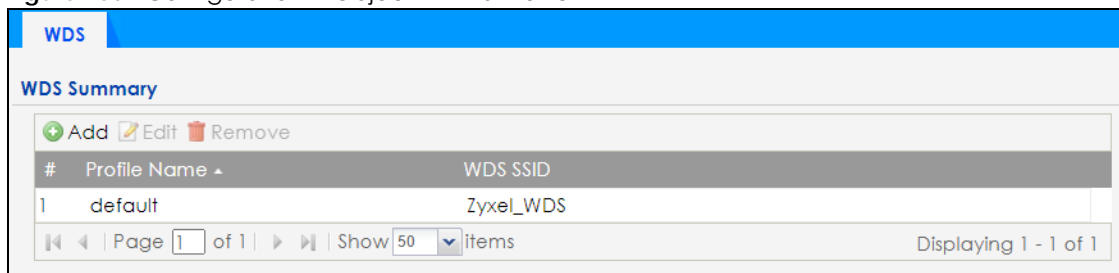 WDS
WDS Summary
Add Edit Remove
# Profile Name WDS SSID
1 default Zyxel_WDS
Page 1 of 1 Show 50 items Displaying 1 - 1 of 1